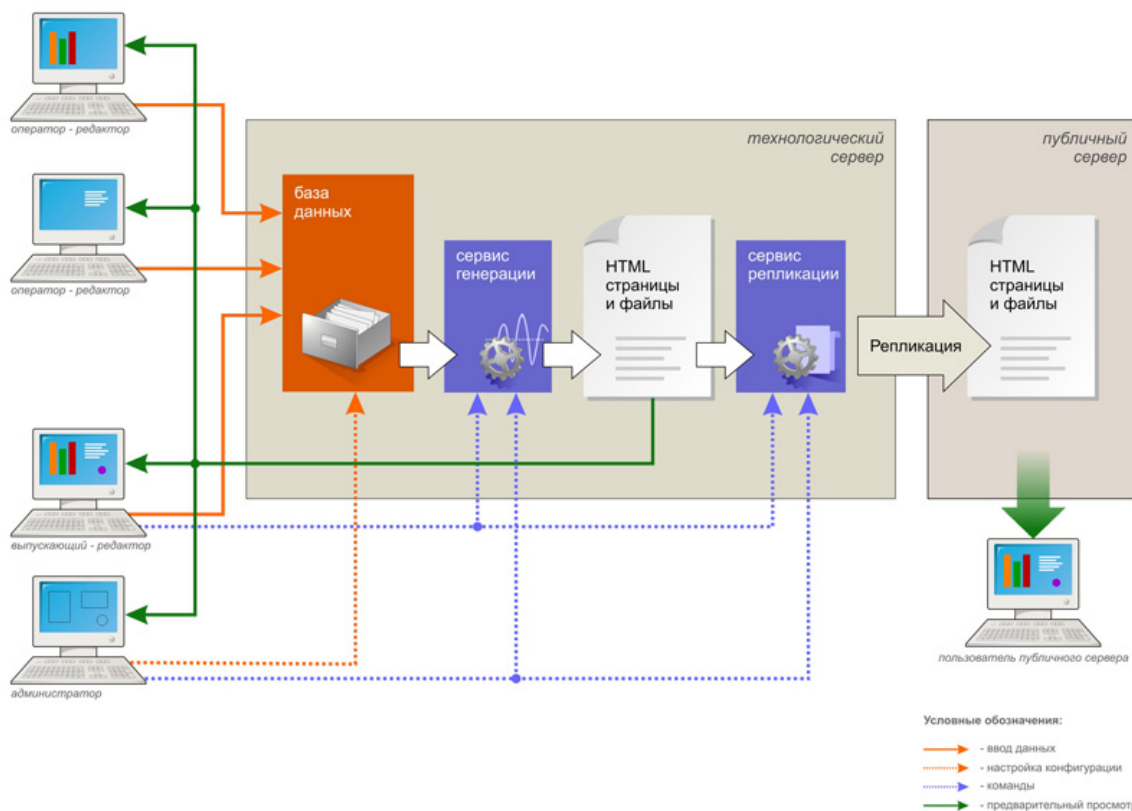 оператор - редактор
технологический
сервер
публичный
сервер
база
данных
оператор - редактор
сервис
генерации
HTML
страницы
и файлы
сервис
репликации
HTML
страницы
и файлы
Репликация
выпускающий - редактор
пользователь публичного сервера
администратор
Условные обозначения:
- ввод данных
- настройка конфигурации
- команды
- предварительный просмотр